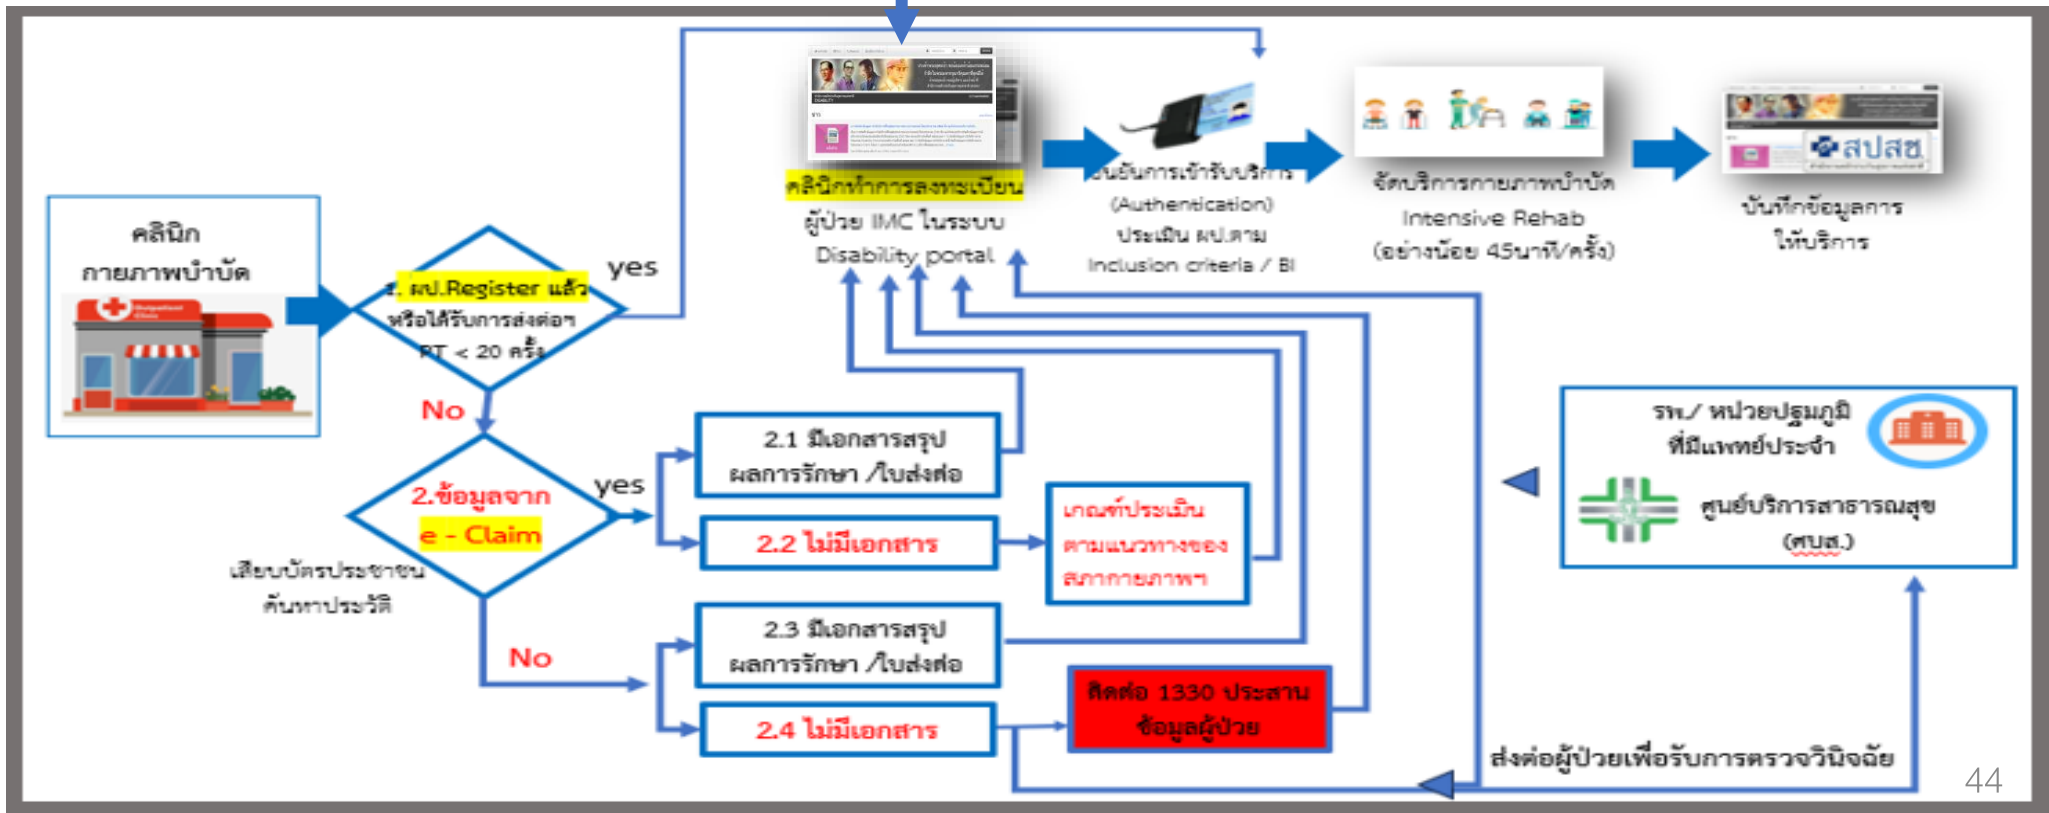 คลินิก
กายภาพบำบัด
ผป.Register แล้ว
หรือได้รับการส่งต่อฯ
PT < 20 ครั้ง
yes
No
2.ข้อมูลจาก
e - Claim
yes
No
เสียบบัตรประชาชน
ค้นหาประวัติ
คลินิกทำการลงทะเบียน
ผู้ป่วย IMC ในระบบ
Disability portal
ยืนยันการเข้ารับบริการ
(Authentication)
ประเมิน ผป.ตาม
Inclusion criteria / BI
จัดบริการกายภาพบำบัด
Intensive Rehab
(อย่างน้อย 45นาที/ครั้ง)
สปสช
บันทึกข้อมูลการ
ให้บริการ
2.1 มีเอกสารสรุป
ผลการรักษา /ใบส่งต่อ
2.2 ไม่มีเอกสาร
เกณฑ์ประเมิน
ตามแนวทางของ
สภากายภาพฯ
2.3 มีเอกสารสรุป
ผลการรักษา /ใบส่งต่อ
2.4 ไม่มีเอกสาร
ติดต่อ 1330 ประสาน
ข้อมูลผู้ป่วย
รพ./ หน่วยปฐมภูมิ
ที่มีแพทย์ประจำ
ศูนย์บริการสาธารณสุข
(ศบส.)
ส่งต่อผู้ป่วยเพื่อรับการตรวจวินิจฉัย
44